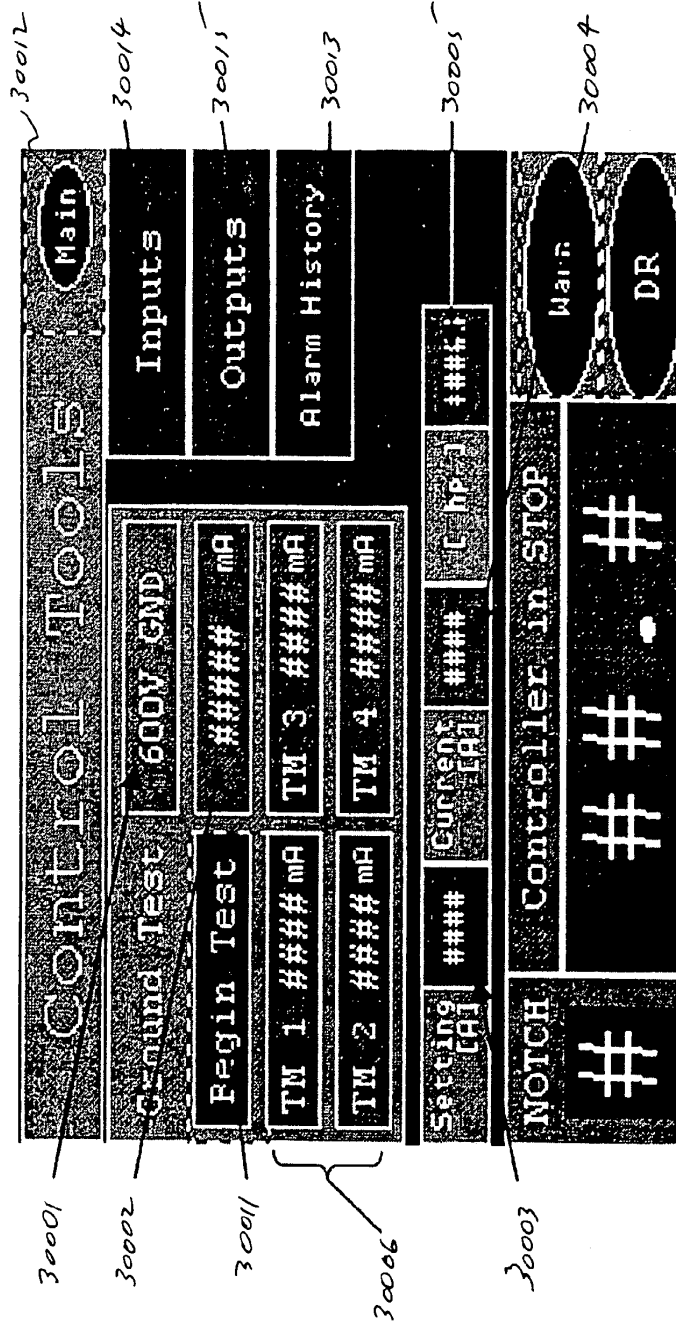 Control Tools
Main
Ground Test
600V GND
Begin Test
##### mA
TM 1 #### mA
TM 3 #### mA
TM 2 #### mA
TM 4 #### mA
Inputs
Outputs
Alarm History
Setting [A]
####
Current [A]
####
[ hP ]
NOTCH
Controller in STOP
Warn
#
##.#
DR
30001
30002
30011
30006
30003
30012
30014
30015
30013
30005
30004